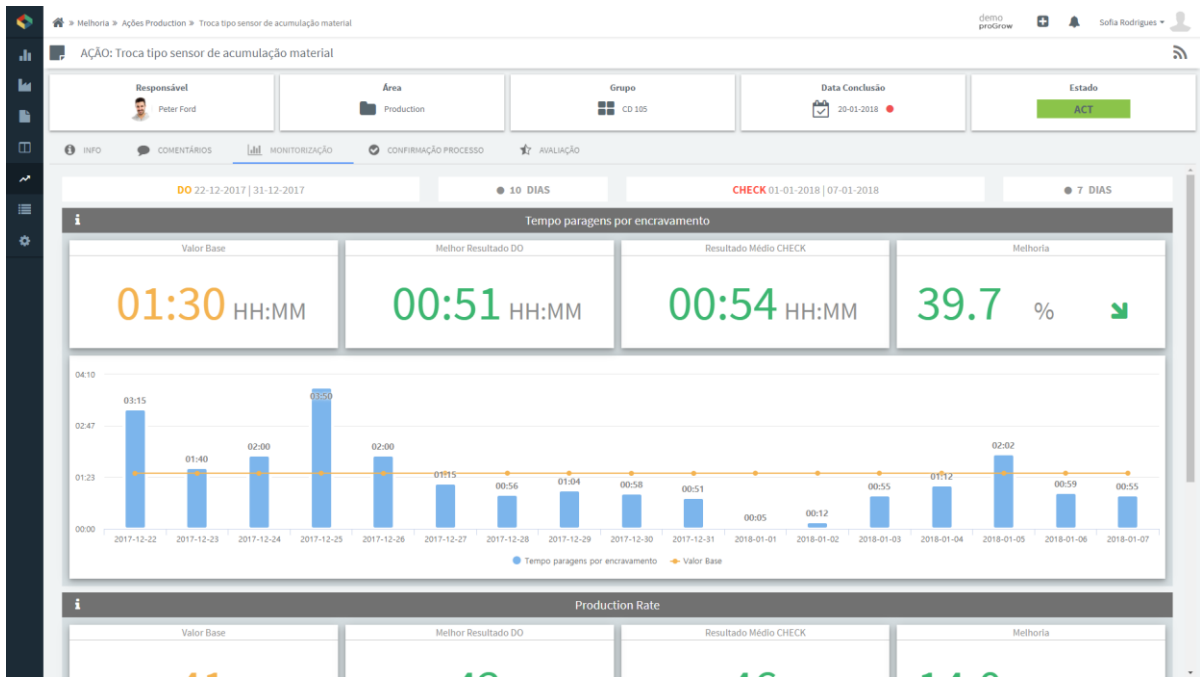 » Melhoria » Ações Production » Troca tipo sensor de acumulação material
demo
proGrow
Sofia Rodrigues
AÇÃO: Troca tipo sensor de acumulação material
Responsável
Peter Ford
Área
Production
Grupo
CD 105
Data Conclusão
20-01-2018
Estado
ACT
INFO
COMENTÁRIOS
MONITORIZAÇÃO
CONFIRMAÇÃO PROCESSO
AVALIAÇÃO
DO 22-12-2017 | 31-12-2017
10 DIAS
CHECK 01-01-2018 | 07-01-2018
7 DIAS
Tempo paragens por encravamento
Valor Base
01:30 HH:MM
Melhor Resultado DO
00:51 HH:MM
Resultado Médio CHECK
00:54 HH:MM
Melhoria
39.7 %
04:10
02:47
01:23
00:00
03:15
01:40
02:00
03:50
02:00
01:15
00:56
01:04
00:58
00:51
00:05
00:12
00:55
01:12
02:02
00:59
00:55
2017-12-22 2017-12-23 2017-12-24 2017-12-25 2017-12-26 2017-12-27 2017-12-28 2017-12-29 2017-12-30 2017-12-31 2018-01-01 2018-01-02 2018-01-03 2018-01-04 2018-01-05 2018-01-06 2018-01-07
Tempo paragens por encravamento Valor Base
Production Rate
Valor Base
Melhor Resultado DO
Resultado Médio CHECK
Melhoria